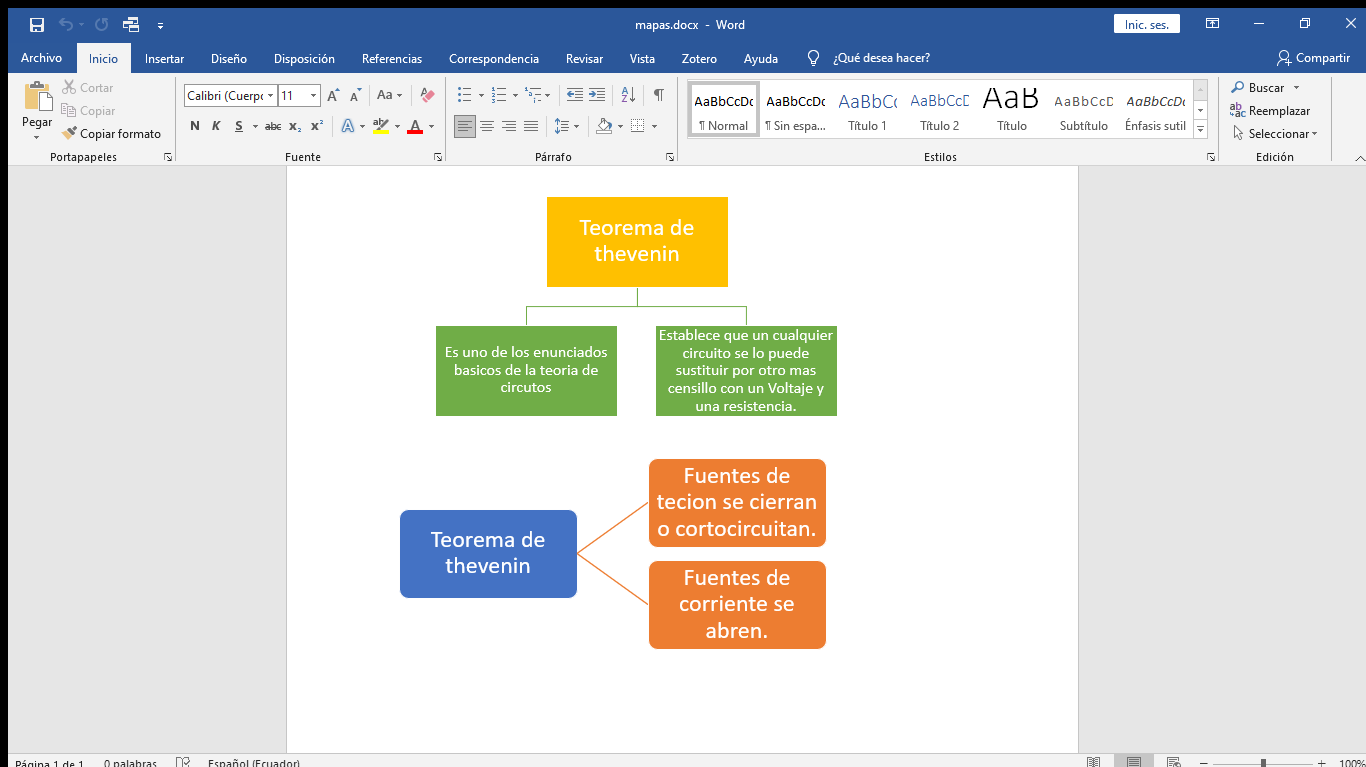 mapas.docx - Word
Inic. ses.
Archivo Inicio Insertar Diseño Disposición Referencias Correspondencia Revisar Vista Zotero Ayuda ¿Qué desea hacer? Compartir
Pegar
Cortar
Copiar
Copiar formato
Portapapeles
Calibri (Cuerpo 11
Aa
N K S abc x₂ x²
A A
Fuente
Párrafo
AaBbCcDc AaBbCcDc AaBbCc AaBbCcD AaB AaBbCcD AaBbCcDc
¶ Normal ¶ Sin espa... Título 1 Título 2 Título Subtítulo Énfasis sutil
Estilos
Buscar
Reemplazar
Seleccionar
Edición
Teorema de
thevenin
Es uno de los enunciados
basicos de la teoria de
circutos
Establece que un cualquier
circuito se lo puede
sustituir por otro mas
censillo con un Voltaje y
una resistencia.
Teorema de
thevenin
Fuentes de
tecion se cierran
o cortocircuitan.
Fuentes de
corriente se
abren.
Página 1 de 1 0 palabras Español (Ecuador) 100%